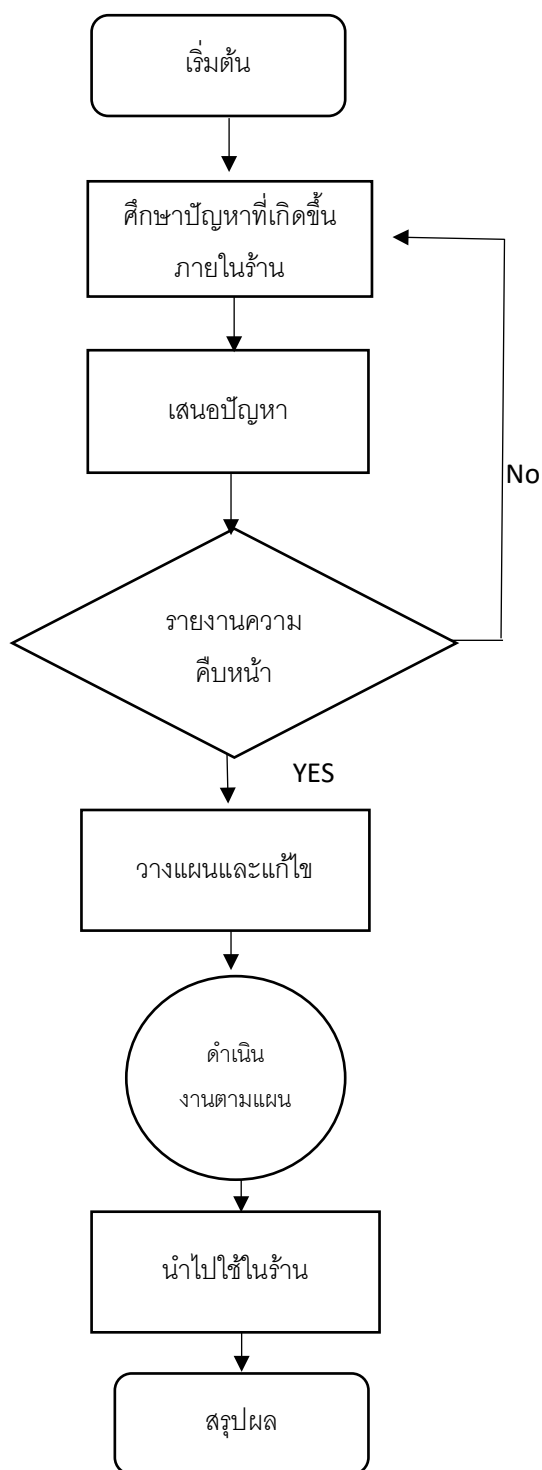 เริ่มต้น
ศึกษาปัญหาที่เกิดขึ้น
ภายในร้าน
เสนอปัญหา
No
รายงานความ
คืบหน้า
YES
วางแผนและแก้ไข
ดำเนิน
งานตามแผน
นำไปใช้ในร้าน
สรุปผล